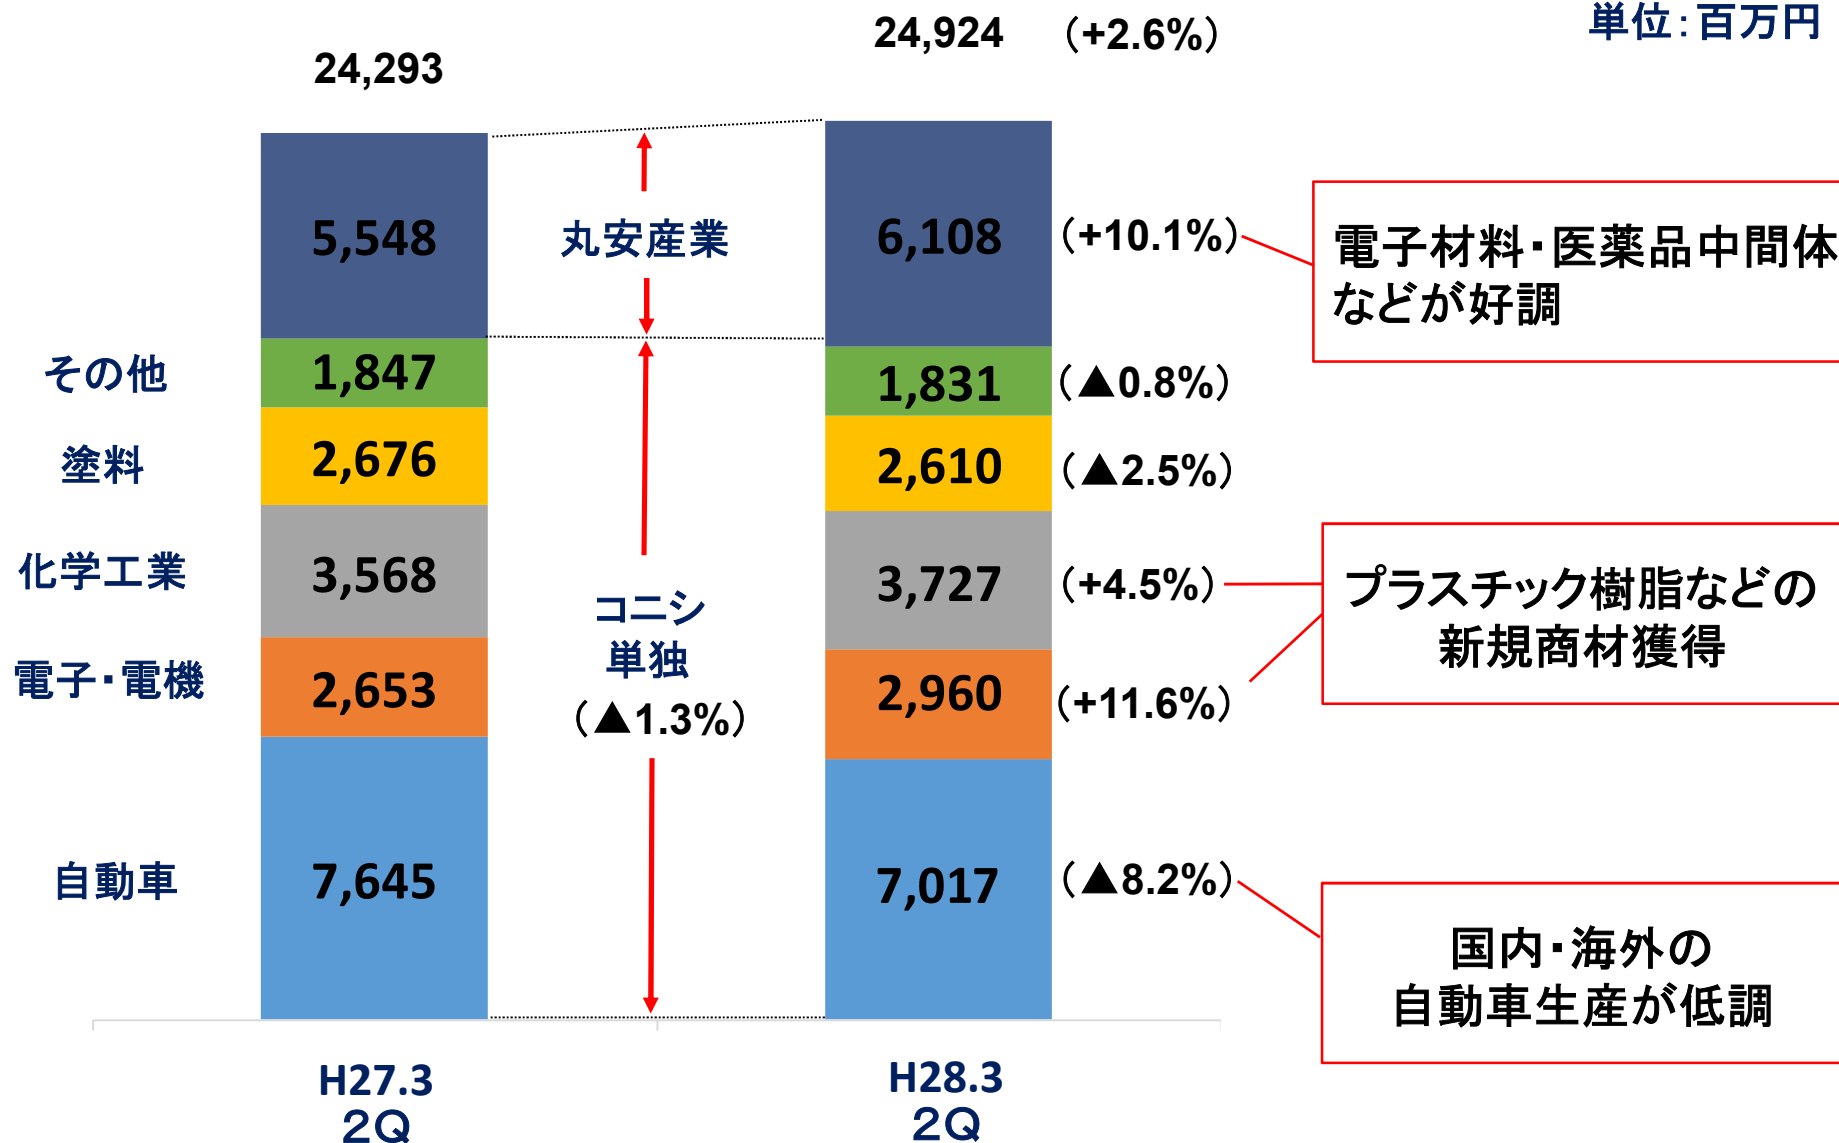 単位：百万円
24,293
24,924
（+2.6%）
5,548
丸安産業
6,108
（+10.1%）
電子材料・医薬品中間体
などが好調
その他
1,847
1,831
（▲0.8%）
塗料
2,676
2,610
（▲2.5%）
化学工業
3,568
3,727
（+4.5%）
プラスチック樹脂などの
新規商材獲得
コニシ
単独
（▲1.3%）
電子・電機
2,653
2,960
（+11.6%）
自動車
7,645
7,017
（▲8.2%）
国内・海外の
自動車生産が低調
H27.3
２Q
H28.3
２Q